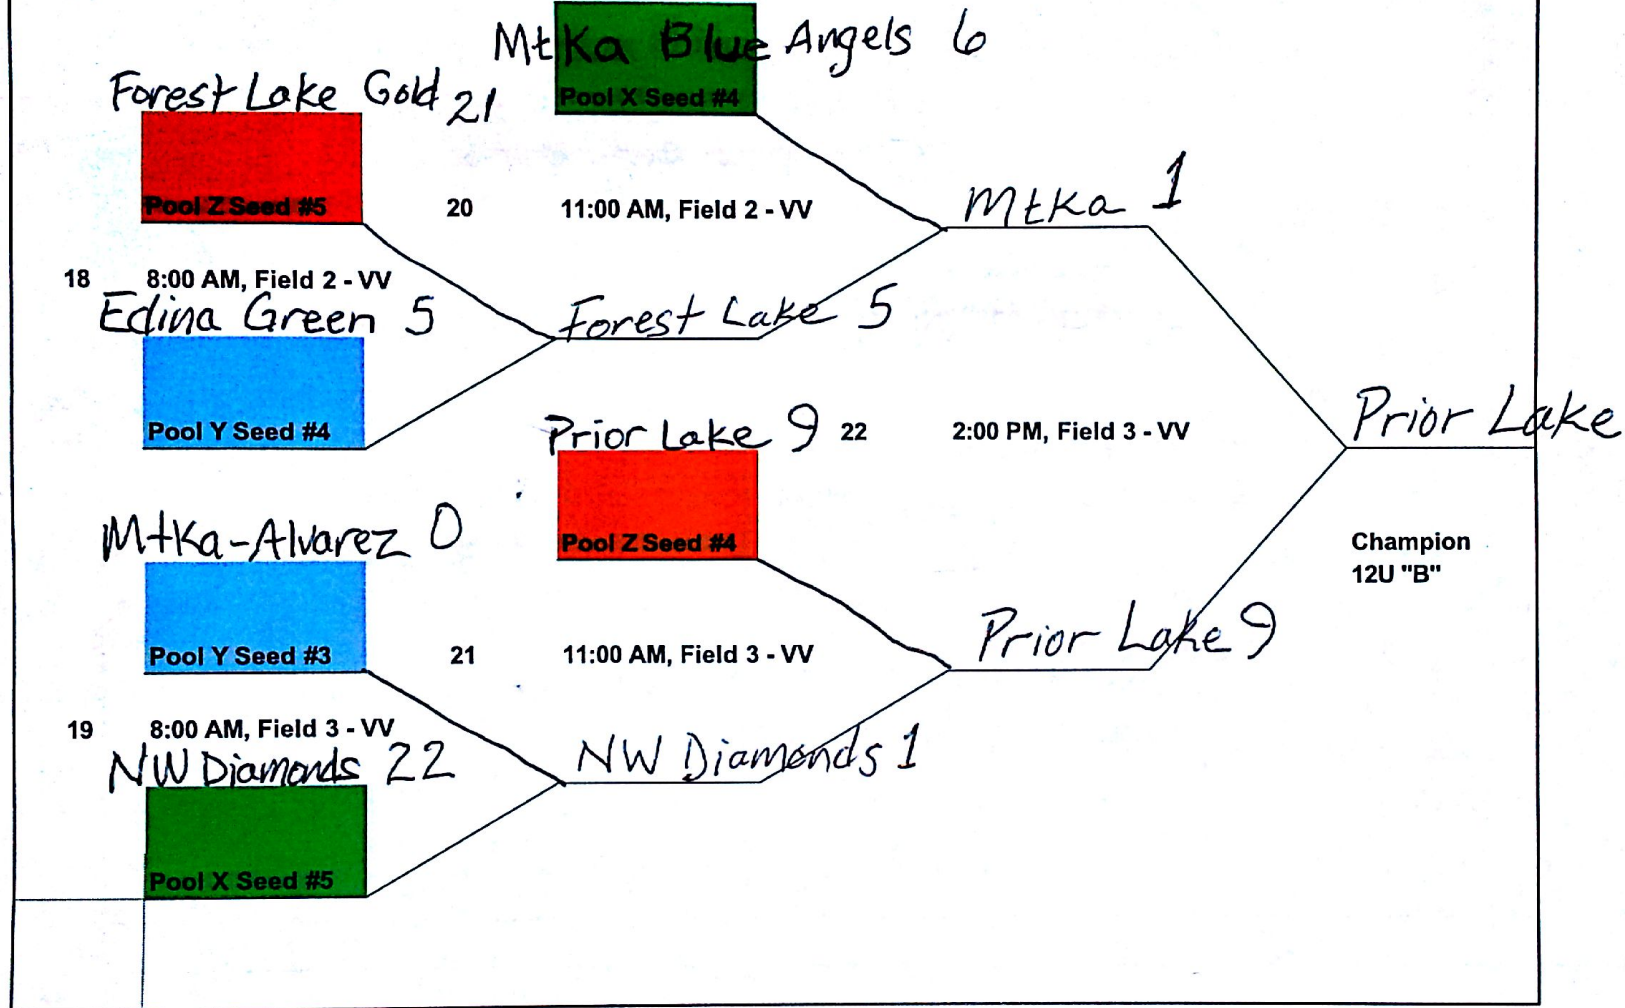 MtKa Blue Angels 6
Pool X Seed #4
Forest Lake Gold 21
Pool Z Seed #5
20 11:00 AM, Field 2 - VV
MtKa 1
18 8:00 AM, Field 2 - VV
Edina Green 5
Forest Lake 5
Pool Y Seed #4
Prior Lake 9
22 2:00 PM, Field 3 - VV
Prior Lake
Pool Z Seed #4
Champion
12U "B"
MtKa-Alvarez 0
Pool Y Seed #3
21 11:00 AM, Field 3 - VV
Prior Lake 9
19 8:00 AM, Field 3 - VV
NW Diamonds 22
NW Diamonds 1
Pool X Seed #5